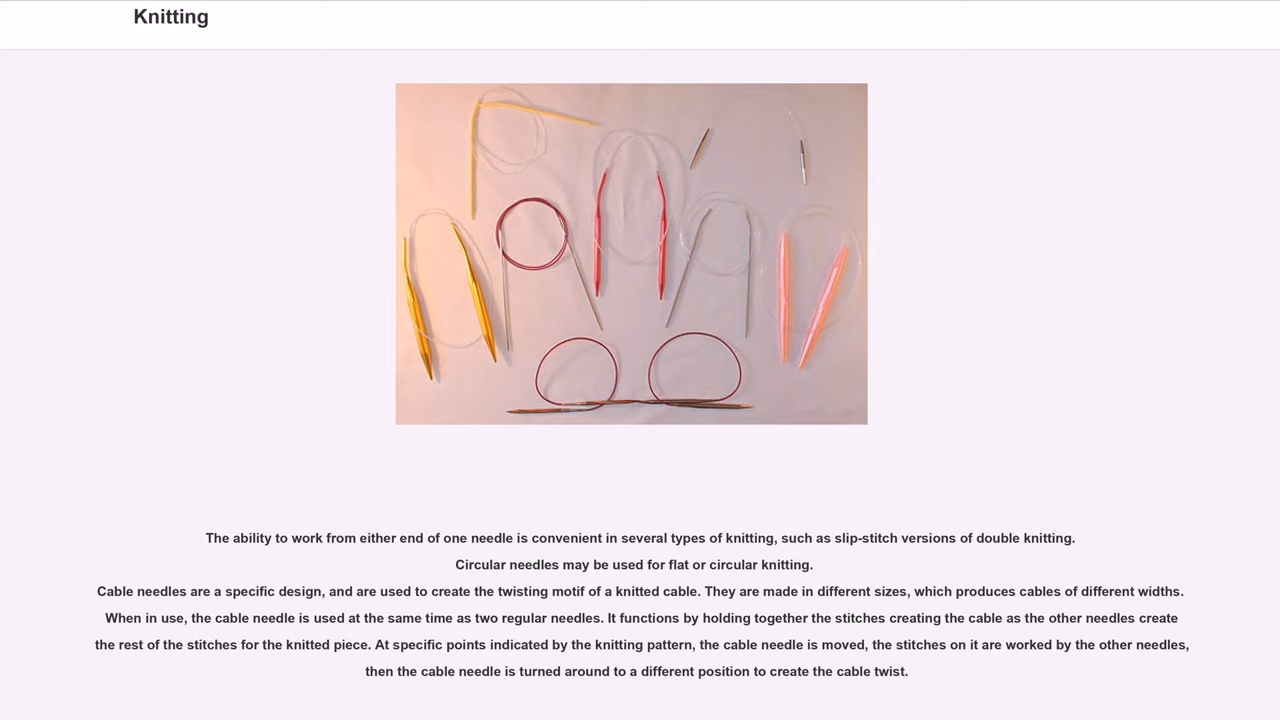 Knitting
The ability to work from either end of one needle is convenient in several types of knitting, such as slip-stitch versions of double knitting.
Circular needles may be used for flat or circular knitting.
Cable needles are a specific design, and are used to create the twisting motif of a knitted cable. They are made in different sizes, which produces cables of different widths.
When in use, the cable needle is used at the same time as two regular needles. It functions by holding together the stitches creating the cable as the other needles create
the rest of the stitches for the knitted piece. At specific points indicated by the knitting pattern, the cable needle is moved, the stitches on it are worked by the other needles,
then the cable needle is turned around to a different position to create the cable twist.